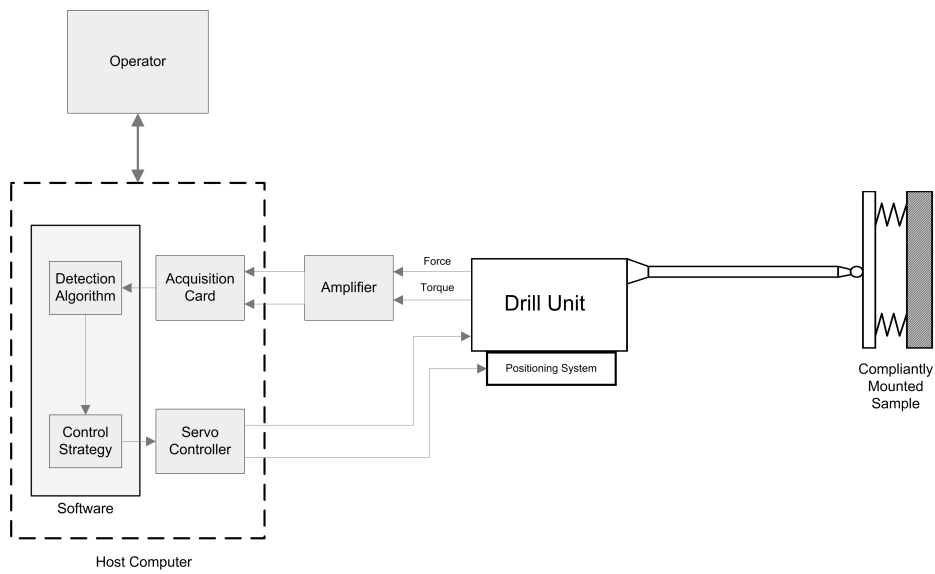 Operator
Detection
Algorithm
Acquisition
Card
Amplifier
Force
Torque
Drill Unit
Positioning System
Compliantly
Mounted
Sample
Control
Strategy
Servo
Controller
Software
Host Computer